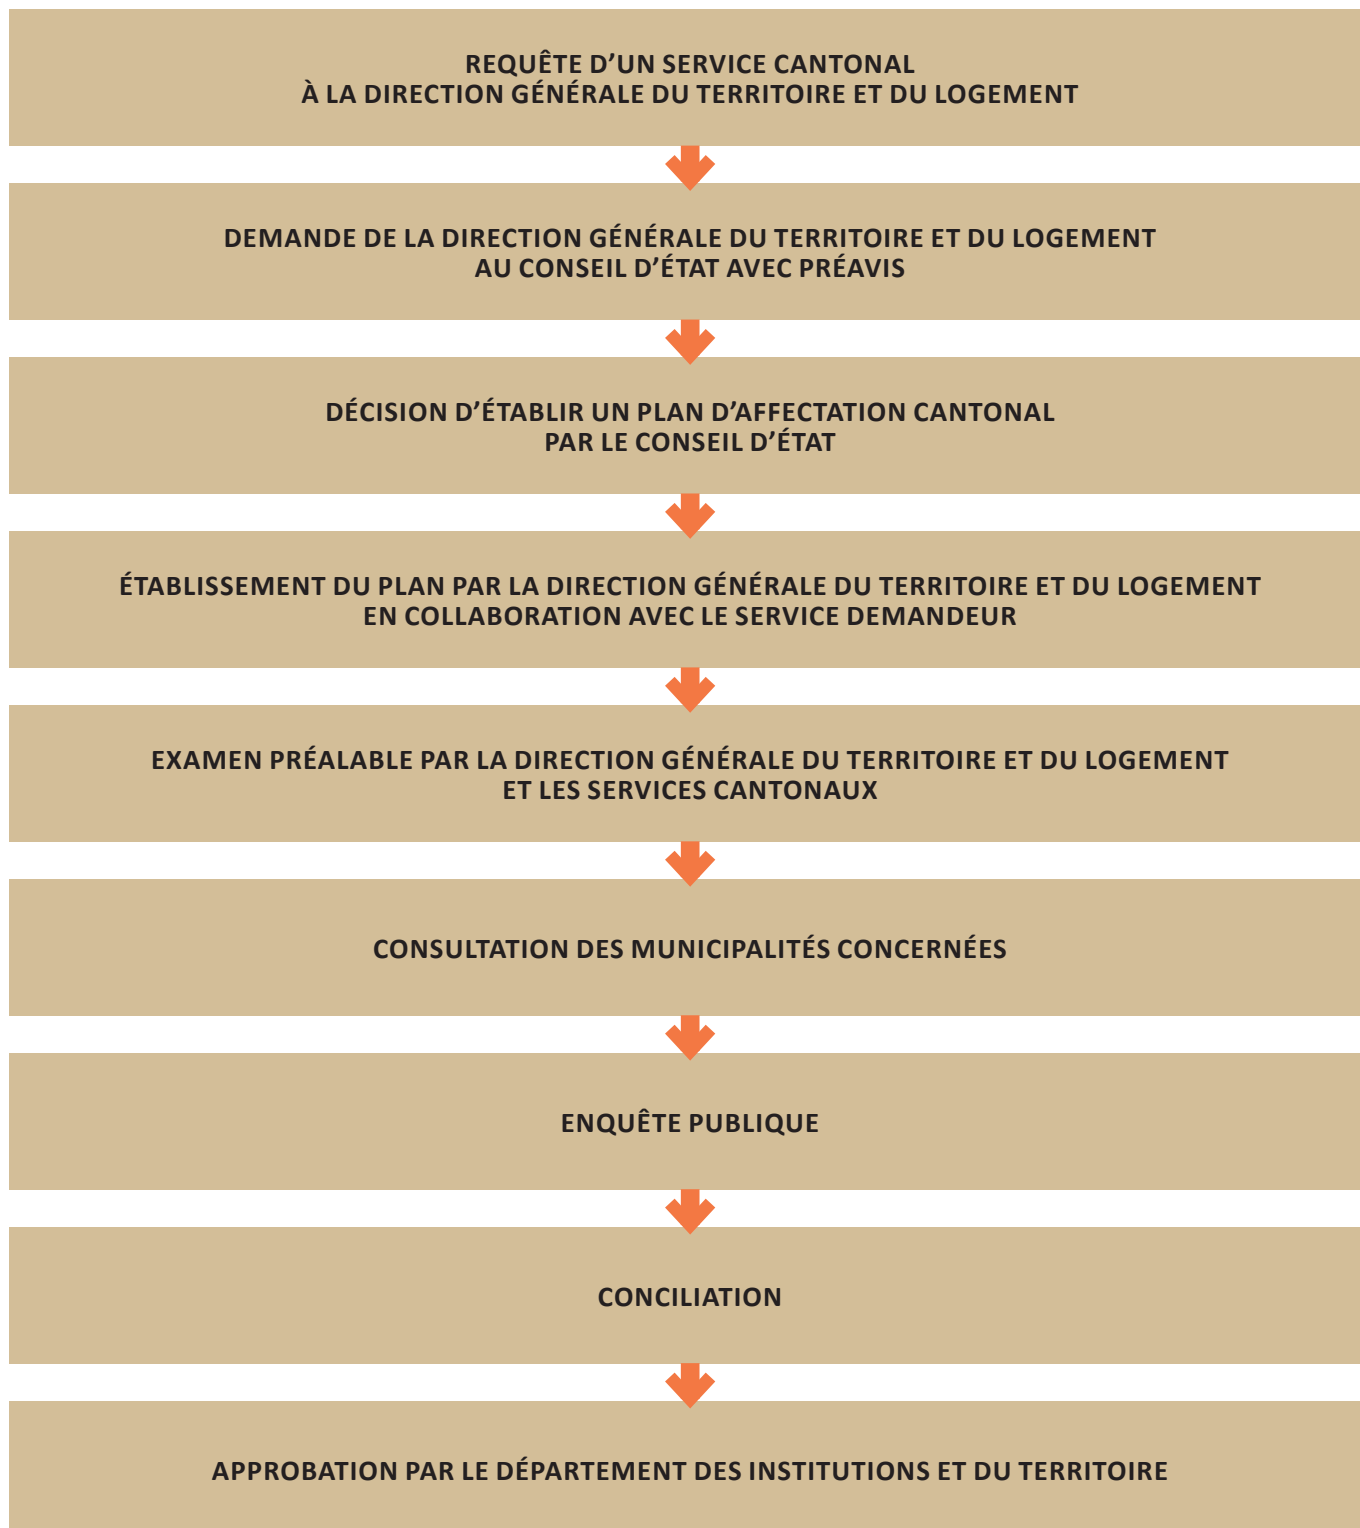 REQUÊTE D’UN SERVICE CANTONAL
À LA DIRECTION GÉNÉRALE DU TERRITOIRE ET DU LOGEMENT
DEMANDE DE LA DIRECTION GÉNÉRALE DU TERRITOIRE ET DU LOGEMENT
AU CONSEIL D’ÉTAT AVEC PRÉAVIS
DÉCISION D’ÉTABLIR UN PLAN D’AFFECTATION CANTONAL
PAR LE CONSEIL D’ÉTAT
ÉTABLISSEMENT DU PLAN PAR LA DIRECTION GÉNÉRALE DU TERRITOIRE ET DU LOGEMENT
EN COLLABORATION AVEC LE SERVICE DEMANDEUR
EXAMEN PRÉALABLE PAR LA DIRECTION GÉNÉRALE DU TERRITOIRE ET DU LOGEMENT
ET LES SERVICES CANTONAUX
CONSULTATION DES MUNICIPALITÉS CONCERNÉES
ENQUÊTE PUBLIQUE
CONCILIATION
APPROBATION PAR LE DÉPARTEMENT DES INSTITUTIONS ET DU TERRITOIRE